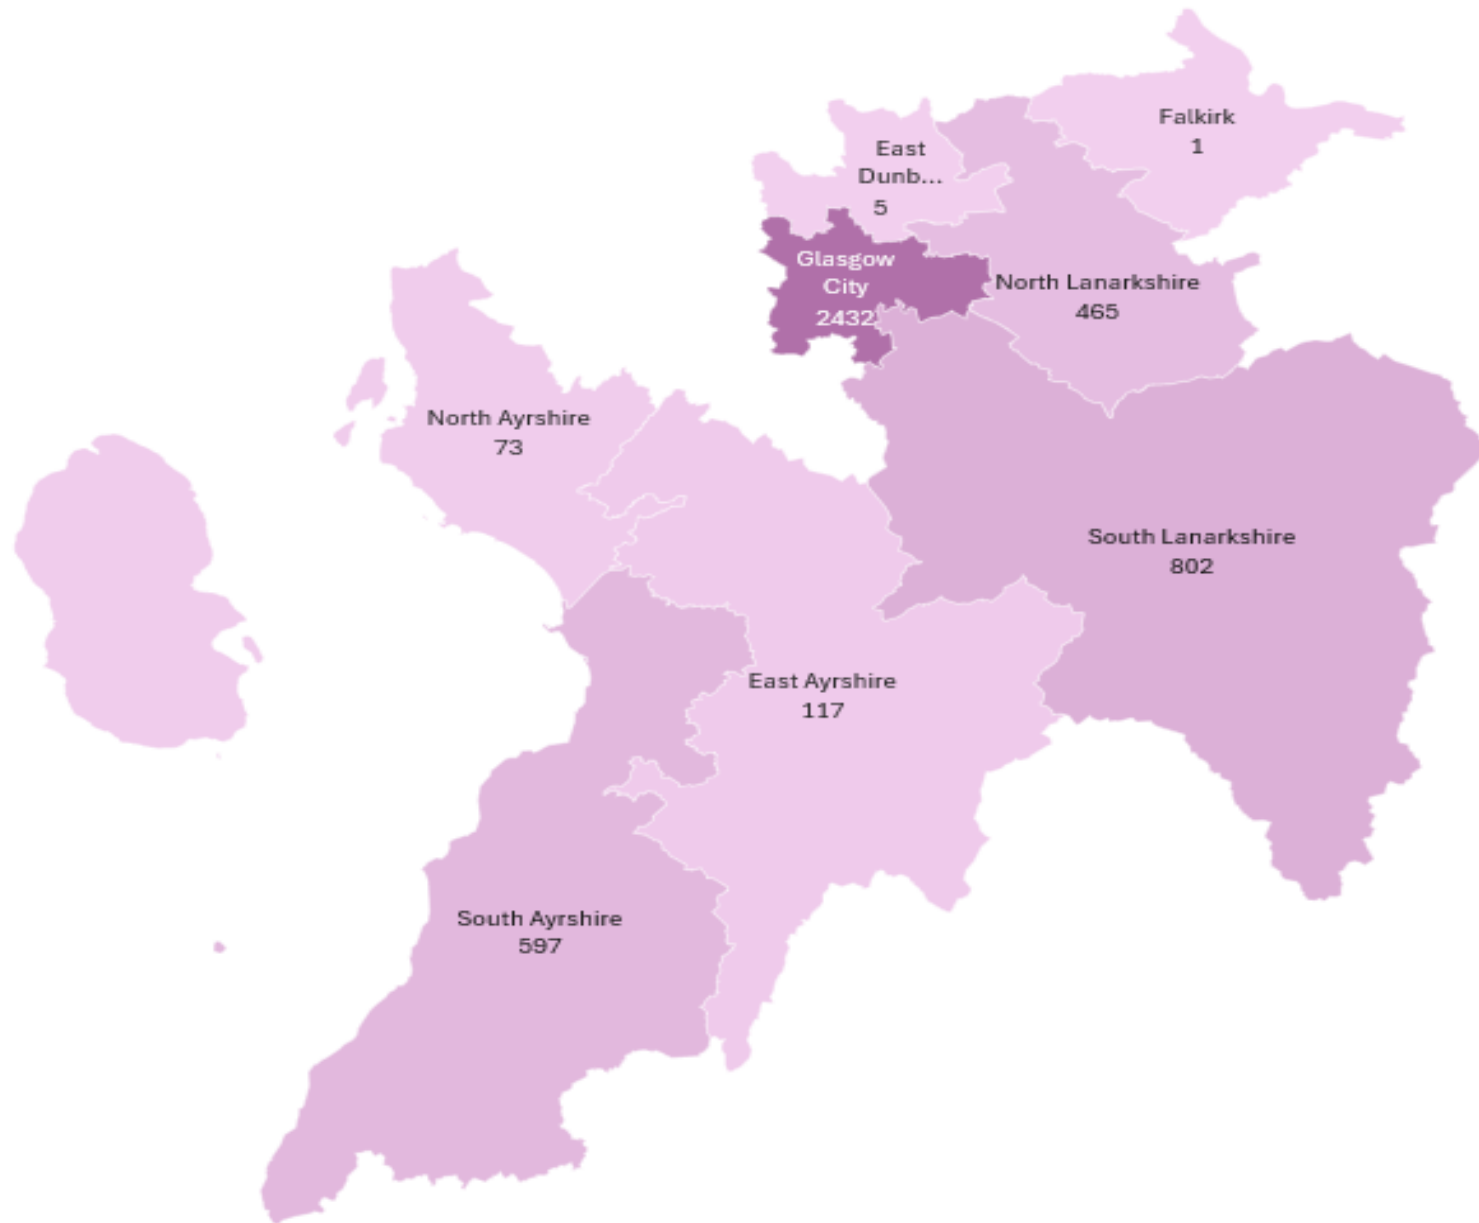 Falkirk
1
East
Dunb...
5
Glasgow
City
2432
North Lanarkshire
465
North Ayrshire
73
South Lanarkshire
802
East Ayrshire
117
South Ayrshire
597